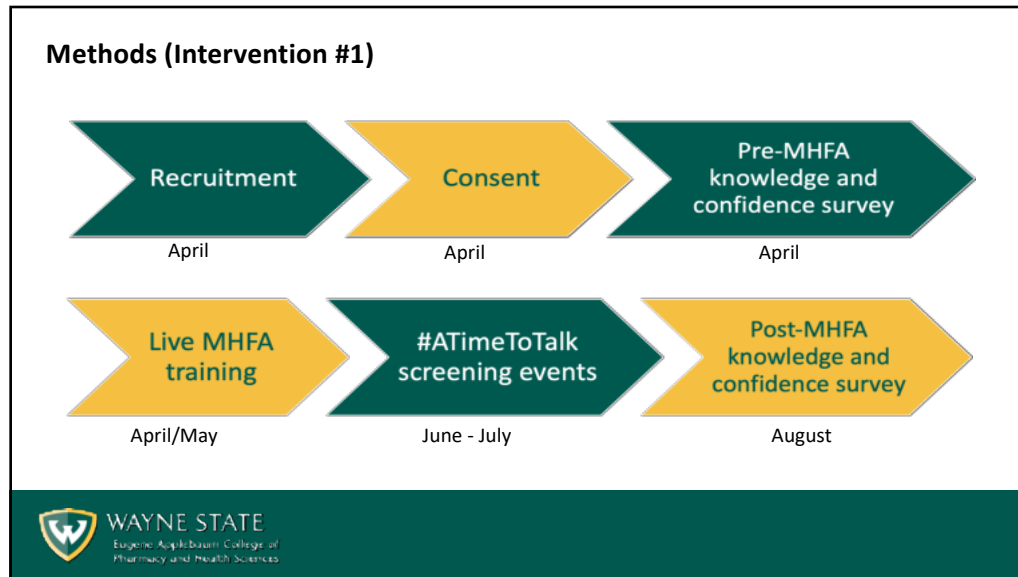 Methods (Intervention #1)
Recruitment
Consent
Pre-MHFA
knowledge and
confidence survey
April
April
April
Live MHFA
training
#ATimeToTalk
screening events
Post-MHFA
knowledge and
confidence survey
April/May
June - July
August
WAYNE STATE
Eugene Applebaum College of
Pharmacy and Health Sciences